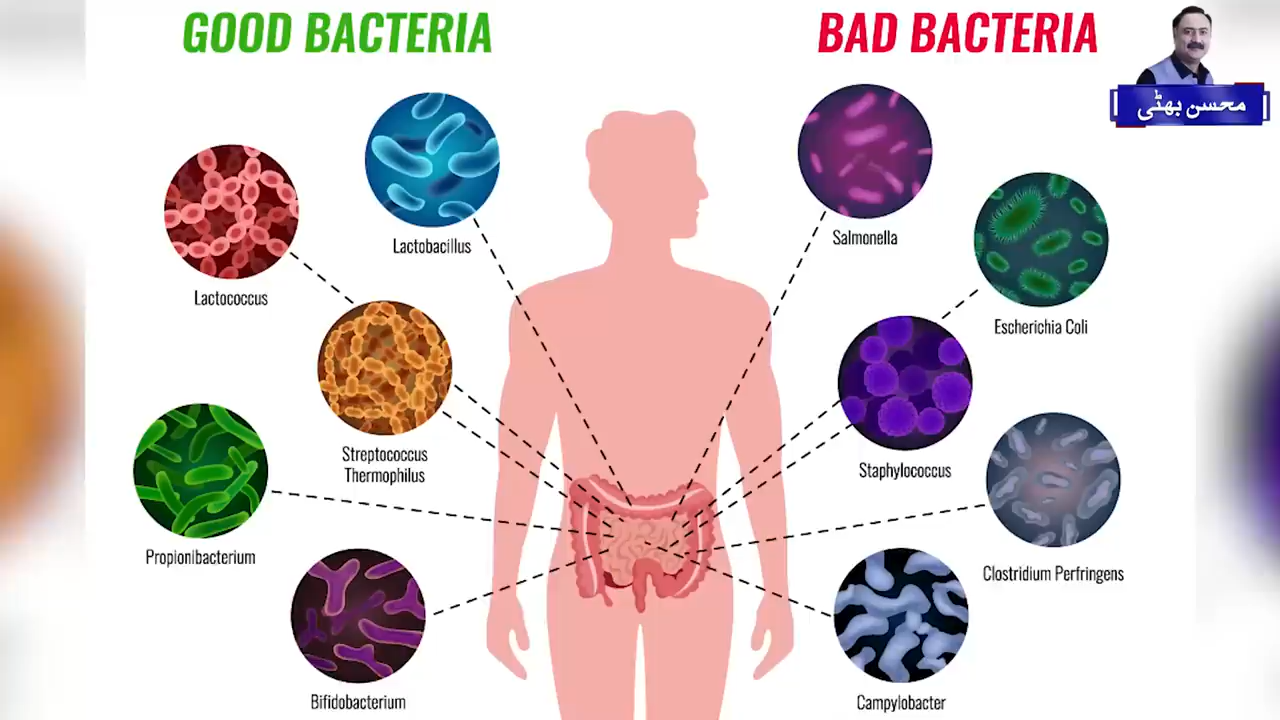 GOOD BACTERIA
BAD BACTERIA
محسن بھٹی
Lactobacillus
Salmonella
Lactococcus
Escherichia Coli
Streptococcus
Thermophilus
Staphylococcus
Propionibacterium
Clostridium Perfringens
Bifidobacterium
Campylobacter